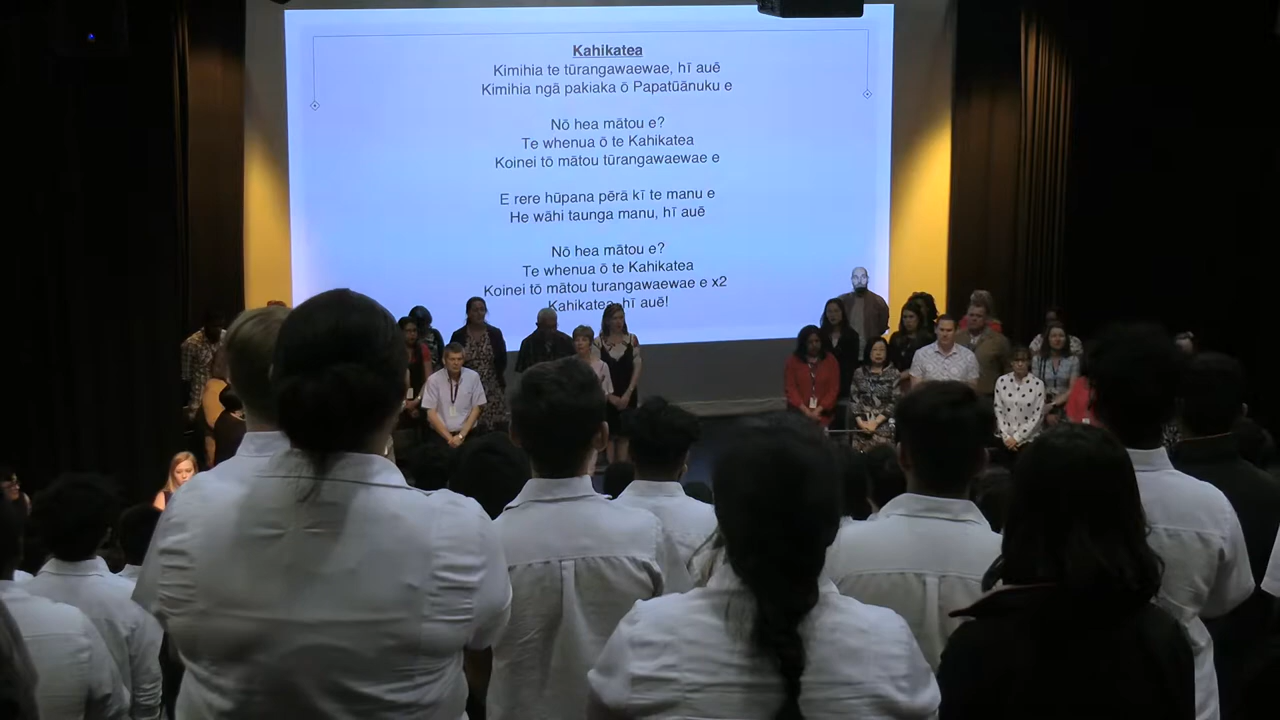 Kahikatea
Kimihia te tūrangawaewae, hī auē
Kimihia ngā pakiaka ō Papatūānuku e
Nō hea mātou e?
Te whenua ō te Kahikatea
Koinei tō mātou tūrangawaewae e
E rere hūpana pērā kī te manu e
He wāhi taunga manu, hī auē
Nō hea mātou e?
Te whenua ō te Kahikatea
Koinei tō mātou turangawaewae e x2
Kahikatea, hī auē!